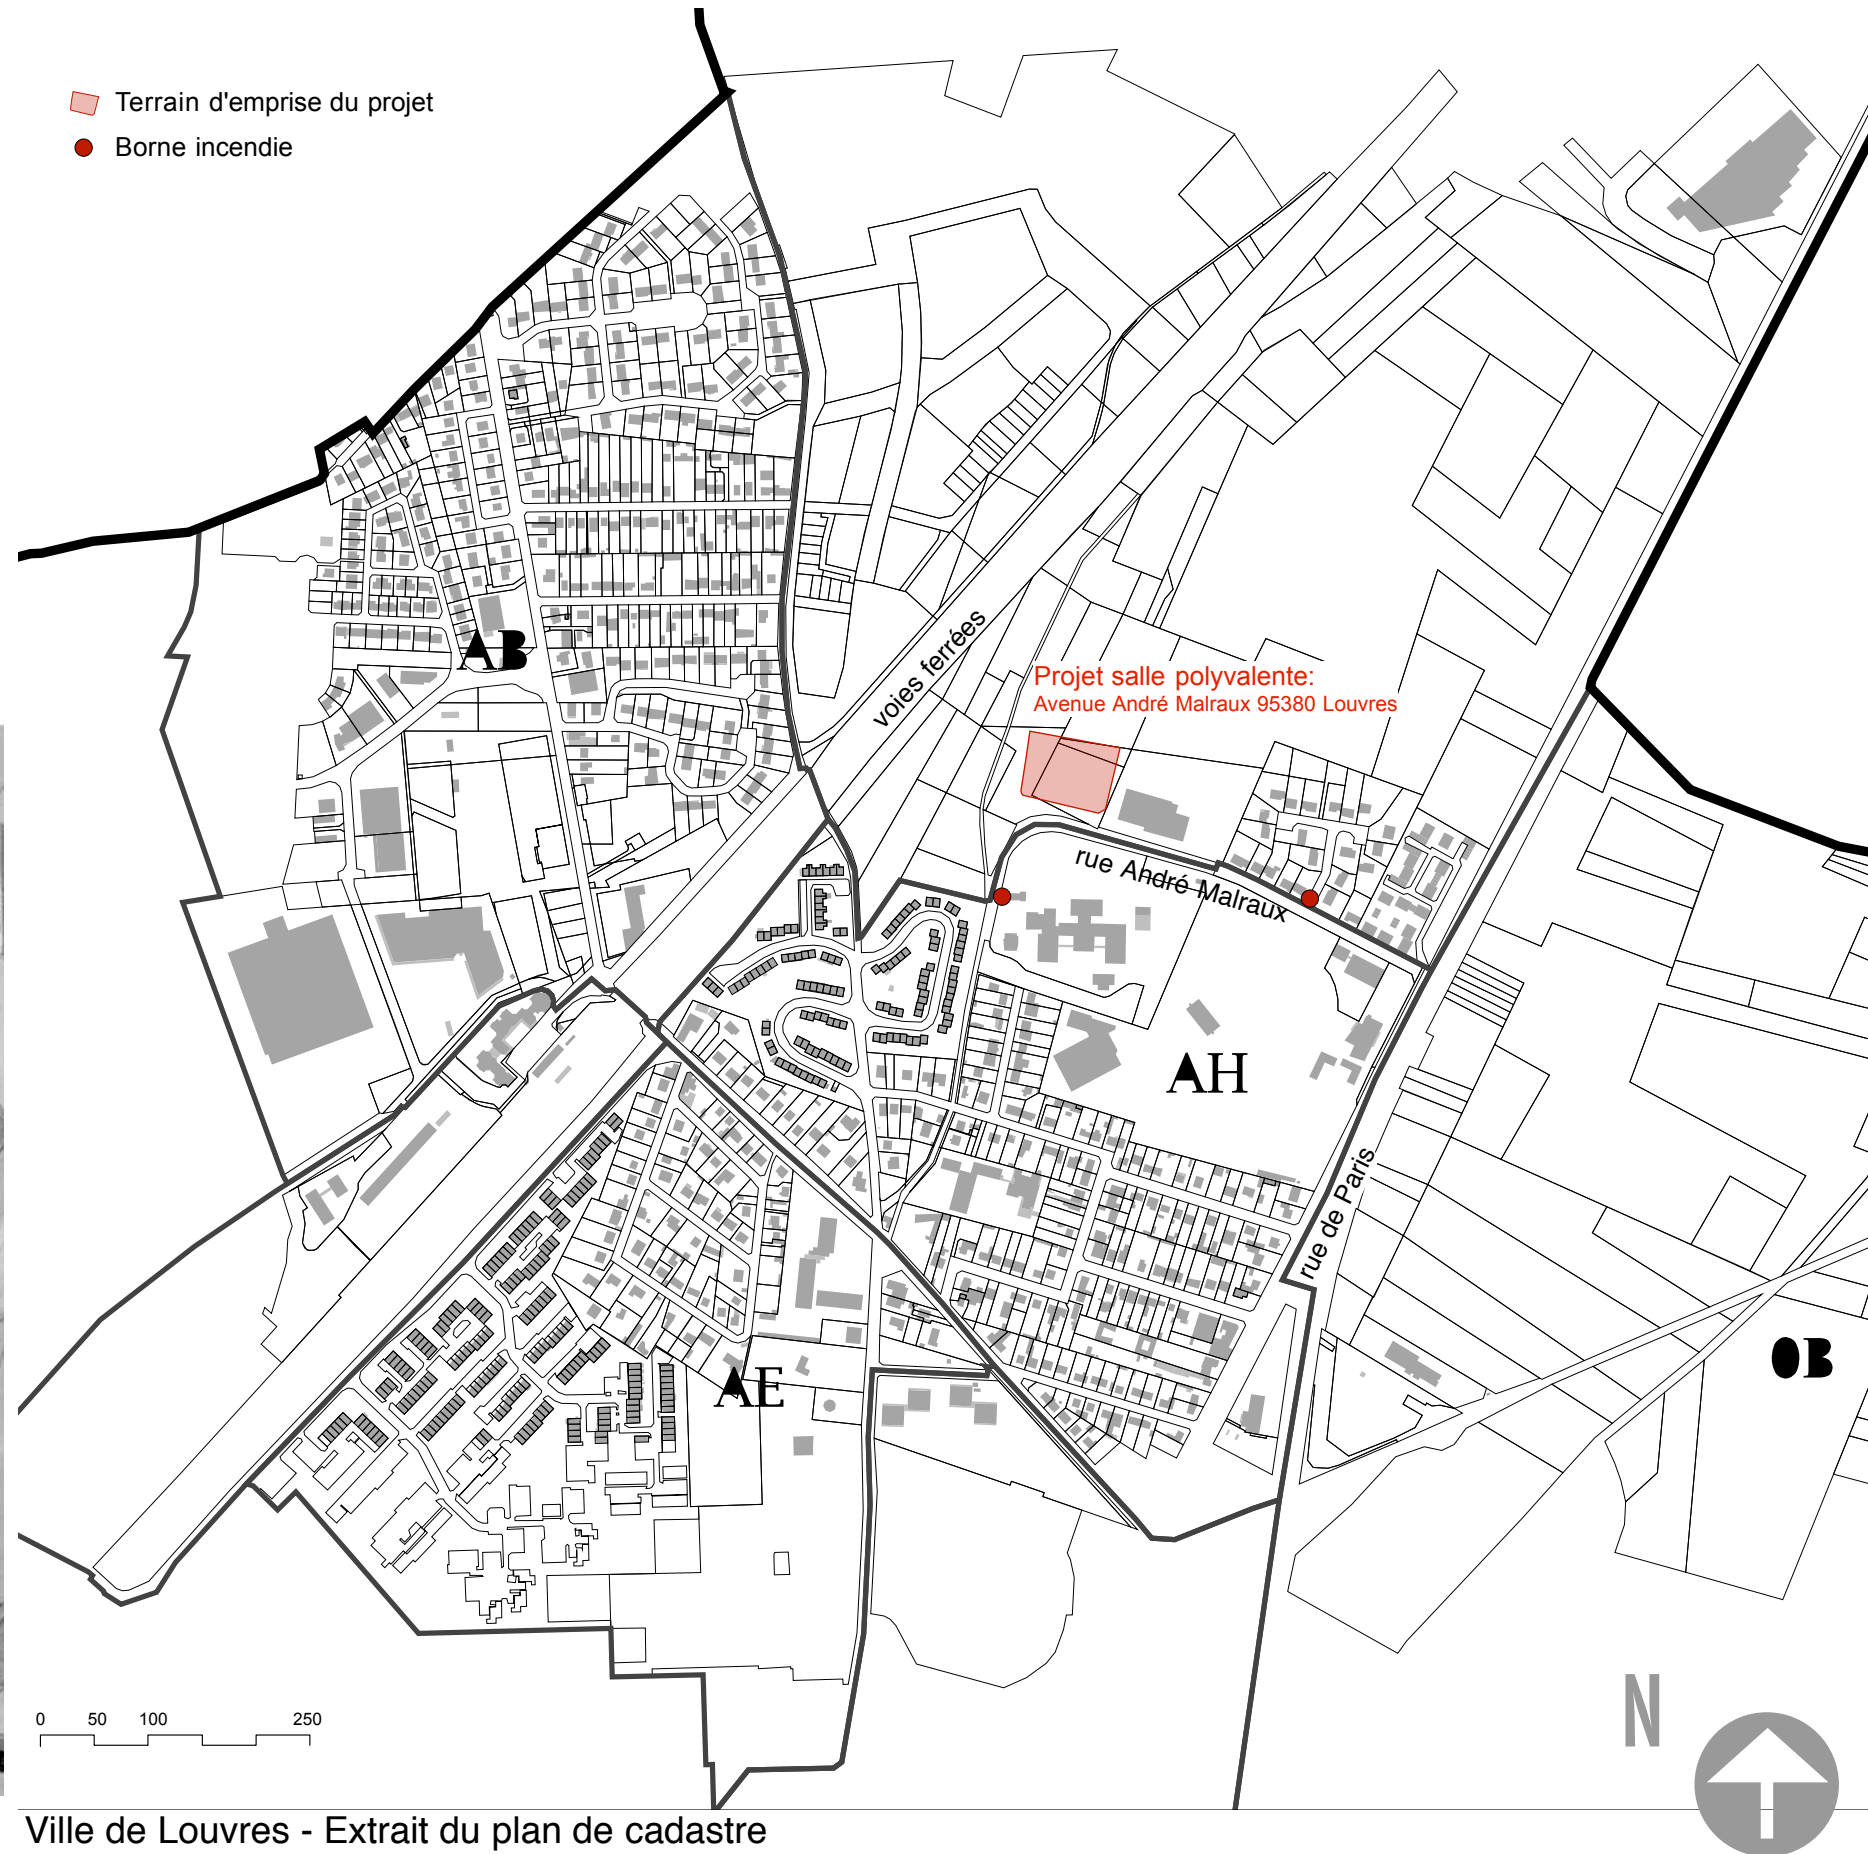 Terrain d'emprise du projet
Borne incendie
AB
voies ferrées
Projet salle polyvalente:
Avenue André Malraux 95380 Louvres
rue André Malraux
AH
rue de Paris
AE
OB
0 50 100 250
N
Ville de Louvres - Extrait du plan de cadastre